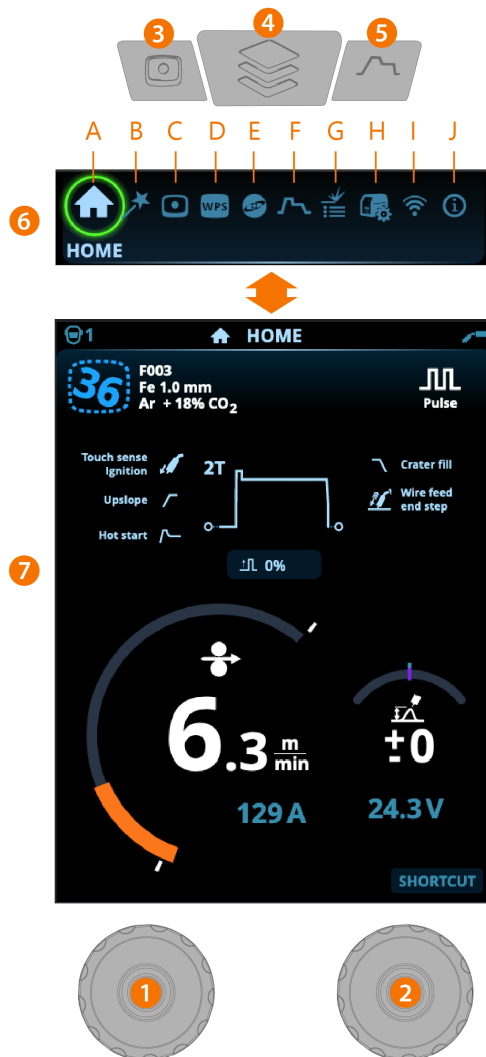 4
3
5
A B C D E F G H I J
WPS
6
HOME
1 HOME
36
F003
Fe 1.0 mm
Ar + 18% CO2
Pulse
Touch sense
Ignition
Upslope
Hot start
2T
Crater fill
Wire feed
end step
0%
7
6.3 m/min
129 A
±0
24.3 V
SHORTCUT
1
2